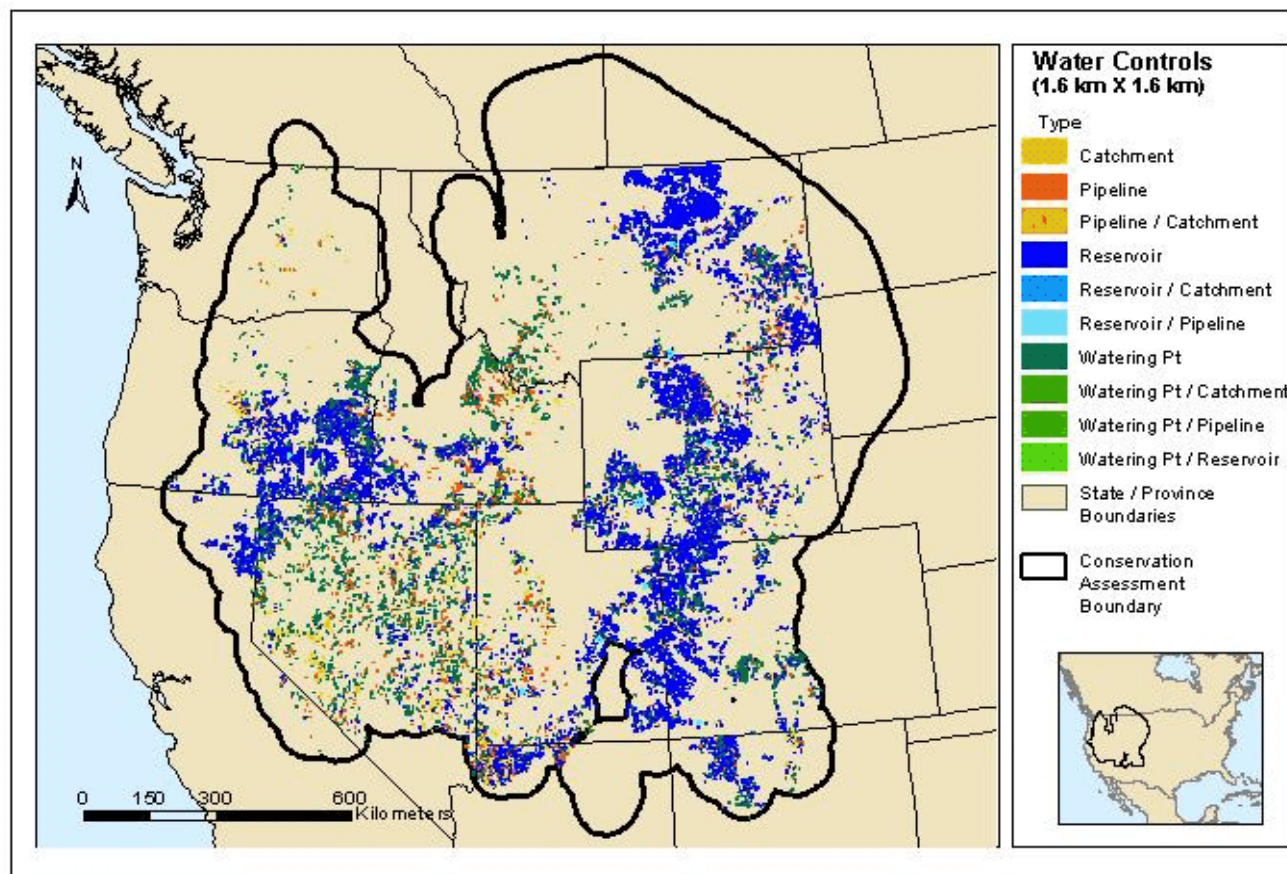 Water Controls
(1.6 km X 1.6 km)
Type
Catchment
Pipeline
Pipeline / Catchment
Reservoir
Reservoir / Catchment
Reservoir / Pipeline
Watering Pt
Watering Pt / Catchment
Watering Pt / Pipeline
Watering Pt / Reservoir
State / Province
Boundaries
Conservation
Assessment
Boundary
N
0 150 300 600
Kilometers